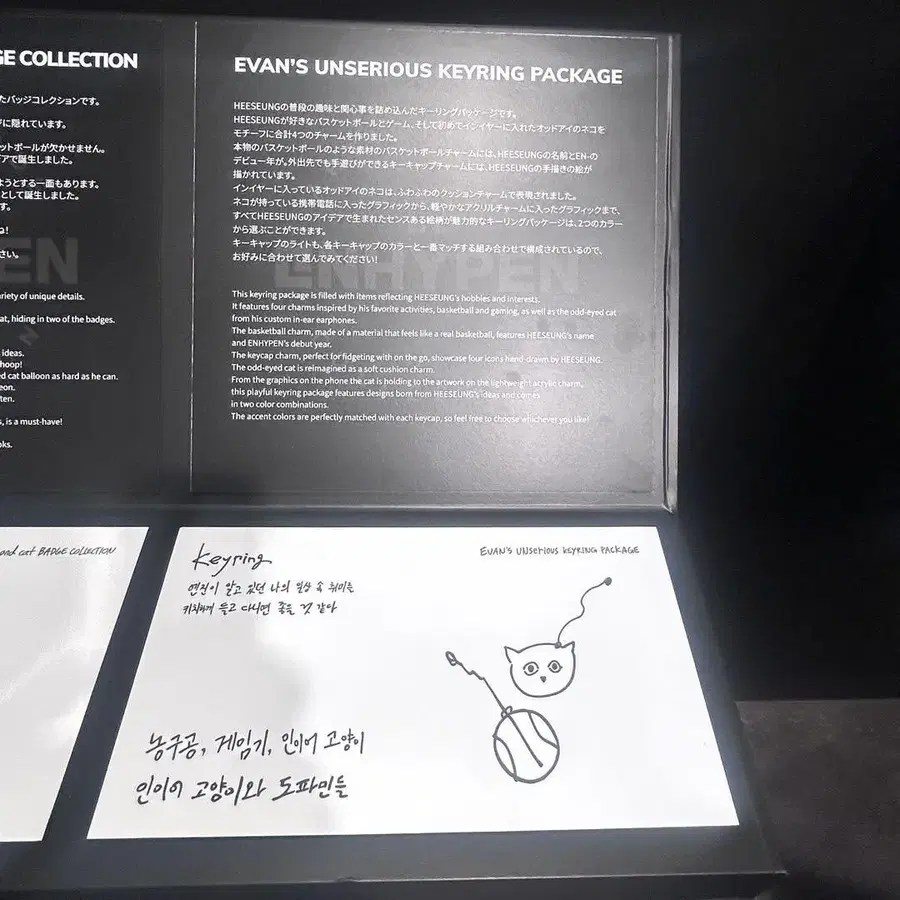 GE COLLECTION
たバッジコレクションです。
に隠れています。
ットボールが欠かせません。
デアで誕生しました。
ようとする一面もあります。
として誕生しました。
す。
ね!
さい。
EN
riety of unique details.
at, hiding in two of the badges.
ideas.
hoop!
ed cat balloon as hard as he can.
eon.
ten.
s, is a must-have!
oks.
EVAN'S UNSERIOUS KEYRING PACKAGE
HEESEUNGの普段の趣味と関心事を詰め込んだキーリングパッケージです。
HEESEUNGが好きなバスケットボールとゲーム、そして初めてインイヤーに入れたオッドアイのネコを
モチーフに合計4つのチャームを作りました。
本物のバスケットボールのような素材のバスケットボールチャームには、HEESEUNGの名前とEN-の
デビュー年が。外出先でも手遊びができるキーキャップチャームには、HEESEUNGの手描きの絵が
描かれています。
インイヤーに入っているオッドアイのネコは、ふわふわのクッションチャームで表現されました。
ネコが持っている携帯電話に入ったグラフィックから、軽やかなアクリルチャームに入ったグラフィックまで、
すべてHEESEUNGのアイデアで生まれたセンスある絵柄が魅力的なキーリングパッケージは、2つのカラー
から選ぶことができます。
キーキャップのライトも、各キーキャップのカラーと一番マッチする組み合わせで構成されているので、
お好みに合わせて選んでみてください!
ENHYPEN
This keyring package is filled with items reflecting HEESEUNG's hobbies and interests.
It features four charms inspired by his favorite activities, basketball and gaming, as well as the odd-eyed cat
from his custom in-ear earphones.
The basketball charm, made of a material that feels like a real basketball, features HEESEUNG's name
and ENHYPEN's debut year.
The keycap charm, perfect for fidgeting with on the go, showcase four icons hand-drawn by HEESEUNG.
The odd-eyed cat is reimagined as a soft cushion charm.
From the graphics on the phone the cat is holding to the artwork on the lightweight acrylic charm,
this playful keyring package features designs born from HEESEUNG's ideas and comes
in two color combinations.
The accent colors are perfectly matched with each keycap, so feel free to choose whichever you like!
and cat BADGE COLLECTION
Keyring
EVAN'S UNSERIOUS KEYRING PACKAGE
엔진이 알고 있던 나의 일상 속 취미를
키치하게 들고 다니면 좋을 것 같다
농구공, 게임기, 인이어 고양이
인이어 고양이와 도파민들